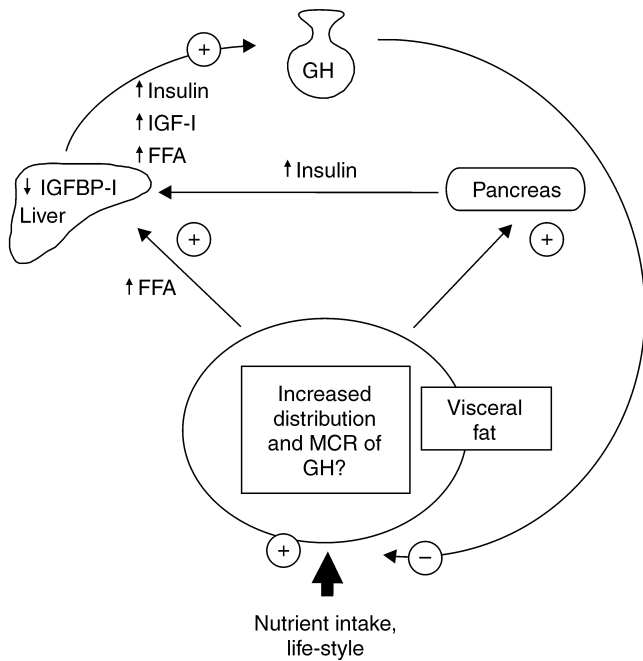 +
GH
↑ Insulin
↑ IGF-I
↑ FFA
↓ IGFBP-I
Liver
↑ Insulin
Pancreas
+
+
↑ FFA
Increased
distribution
and MCR of
GH?
Visceral
fat
+
−
Nutrient intake,
life-style